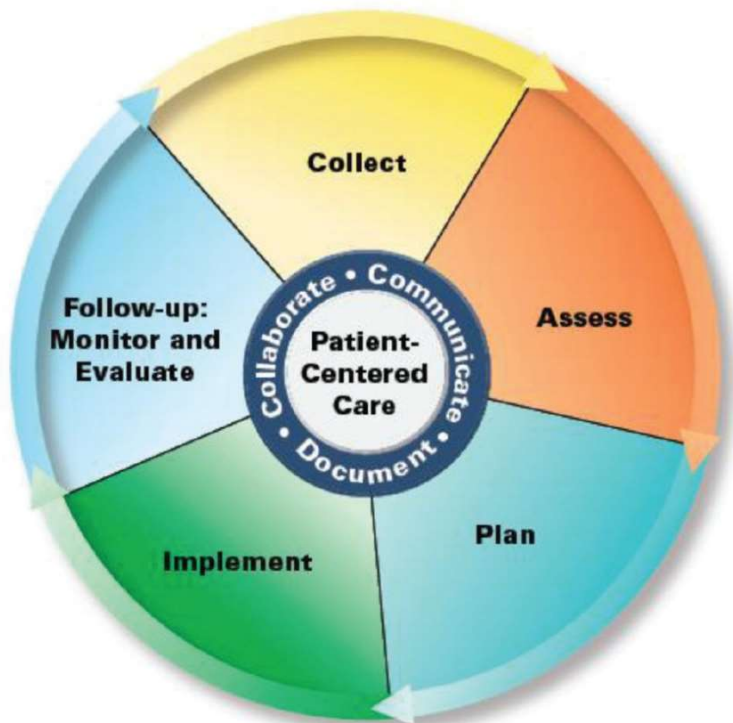 Collect
Assess
Plan
Implement
Follow-up:
Monitor and
Evaluate
Collaborate • Communicate • Document •
Patient-
Centered
Care